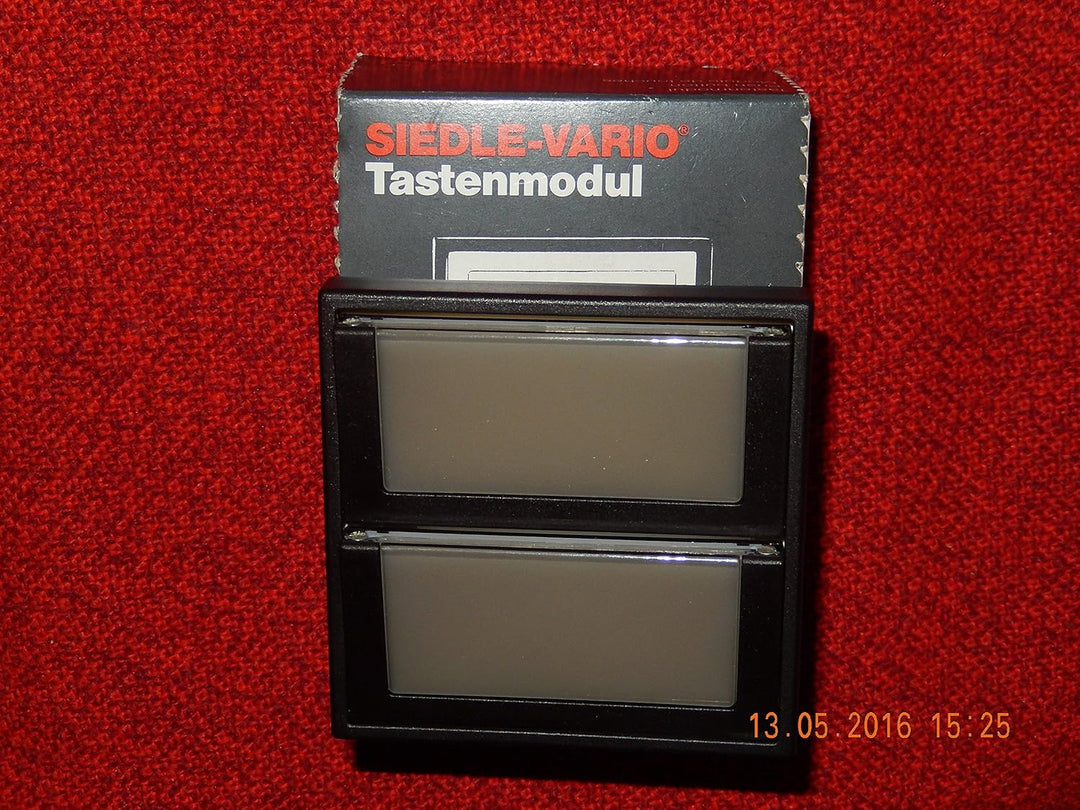 SIEDLE-VARIO®
Tastenmodul
13.05.2016 15:25